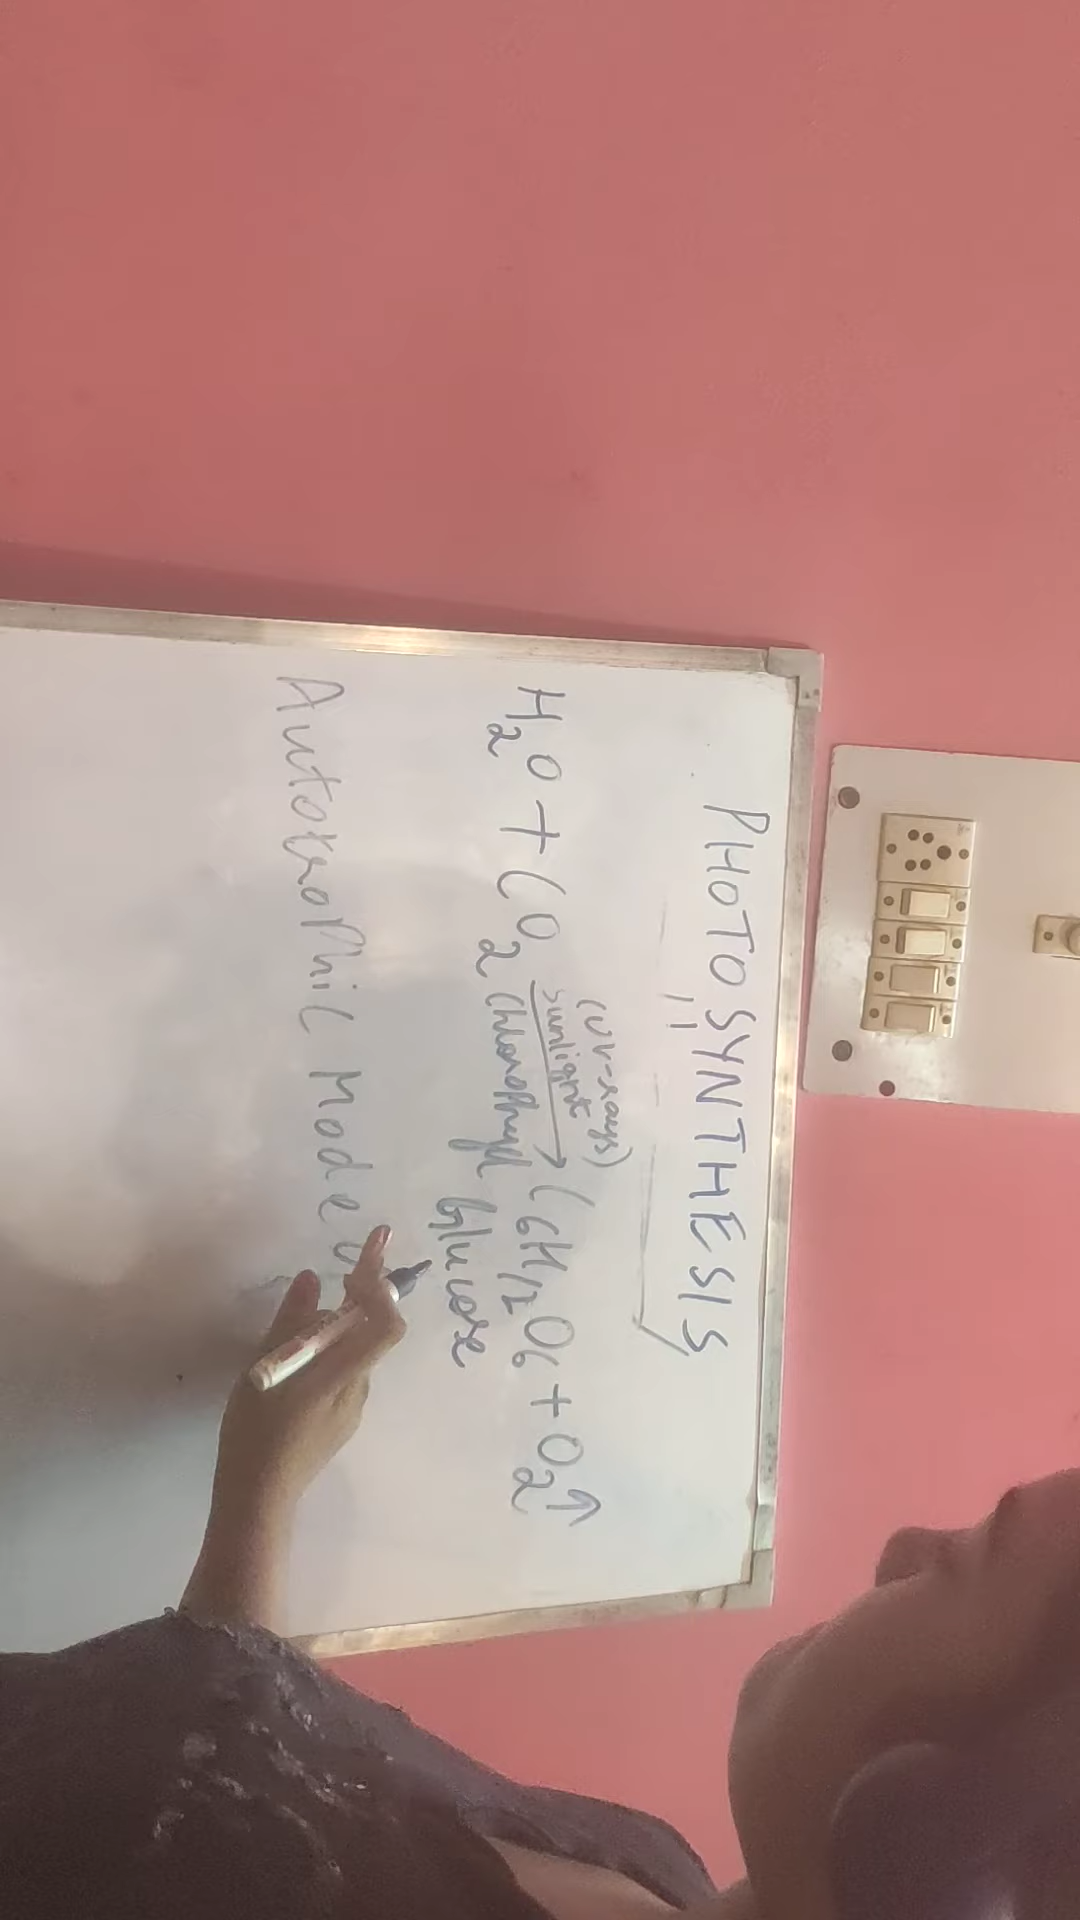 PHOTOSYNTHESIS
(UV-rays)
H2O + CO2 sunlight → C6H12O6 + O2↑
Chlorophyll Glucose
Autotrophic Mode